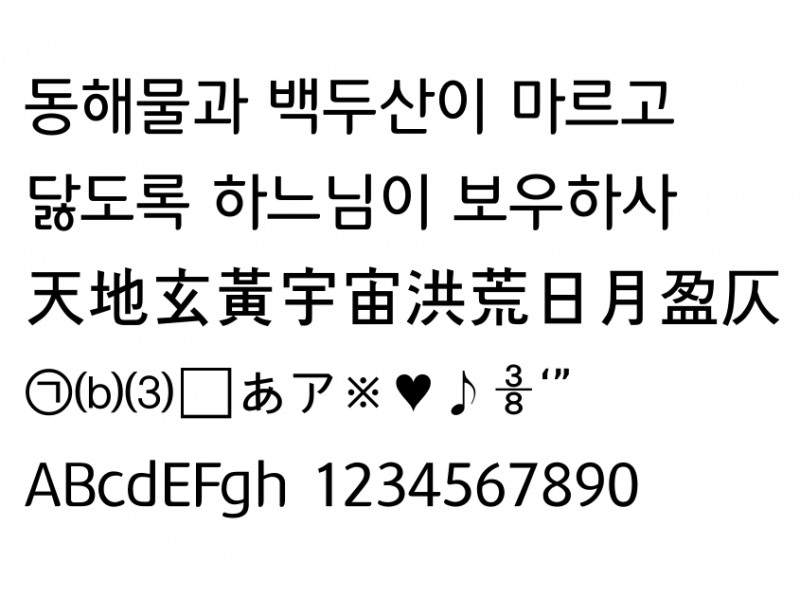 동해물과 백두산이 마르고
닳도록 하느님이 보우하사
天地玄黃宇宙洪荒日月盈仄
㉠⒝⑶□あア※♥♪⅜‘”
ABcdEFgh 1234567890